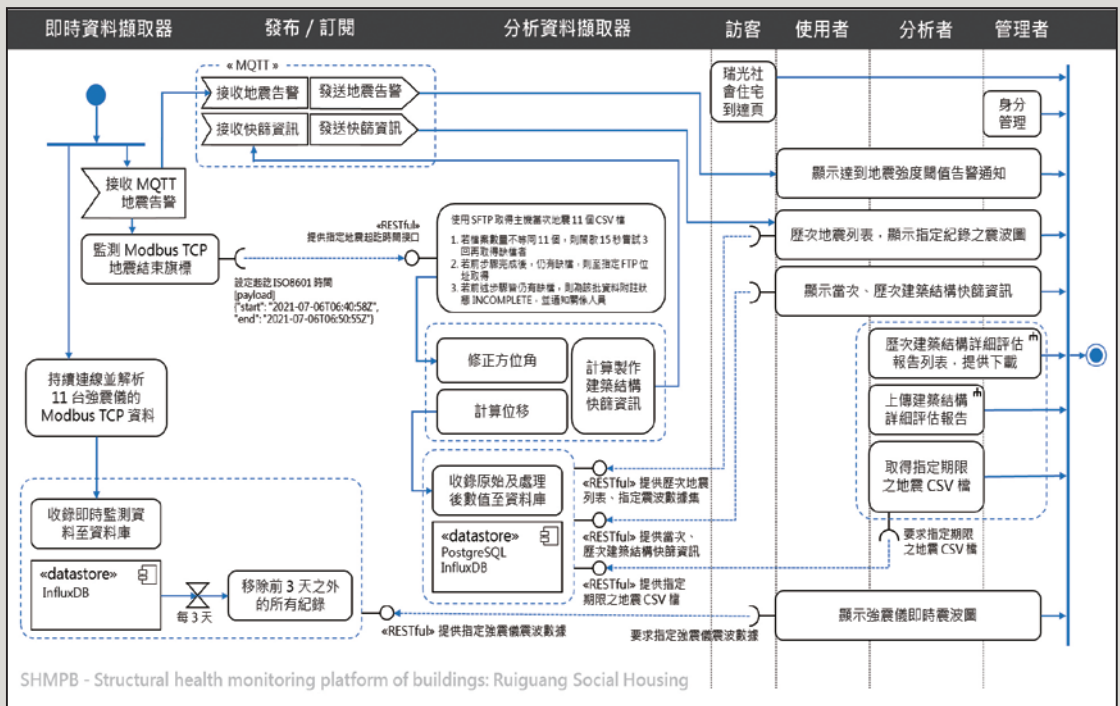 即時資料擷取器
發布 / 訂閱
分析資料擷取器
訪客
使用者
分析者
管理者
« MQTT »
接收地震告警
發送地震告警
接收快篩資訊
發送快篩資訊
瑞光社
會住宅
到達頁
身分
管理
接收 MQTT
地震告警
顯示達到地震強度閾值告警通知
監測 Modbus TCP
地震結束旗標
«RESTful»
提供指定地震起訖時間接口
設定起訖 ISO8601 時間
[payload]
{"start": "2021-07-06T06:40:58Z",
"end": "2021-07-06T06:50:55Z"}
使用 SFTP 取得主機當次地震 11 個 CSV 檔
1. 若檔案數量不等同 11 個，則間歇 15 秒嘗試 3
回再取得缺檔者
2. 若前步驟完成後，仍有缺檔，則至指定 FTP 位
址取得
3. 若前述步驟皆仍有缺檔，則為該批資料附註狀
態 INCOMPLETE，並通知關係人員
歷次地震列表，顯示指定紀錄之震波圖
顯示當次、歷次建築結構快篩資訊
修正方位角
計算位移
計算製作
建築結構
快篩資訊
歷次建築結構詳細評估
報告列表，提供下載
上傳建築結構
詳細評估報告
取得指定期限
之地震 CSV 檔
要求指定期限
之地震 CSV 檔
持續連線並解析
11 台強震儀的
Modbus TCP 資料
收錄即時監測資
料至資料庫
«datastore»
InfluxDB
每 3 天
移除前 3 天之外
的所有紀錄
收錄原始及處理
後數值至資料庫
«datastore»
PostgreSQL
InfluxDB
«RESTful» 提供歷次地震
列表、指定震波數據集
«RESTful» 提供當次、
歷次建築結構快篩資訊
«RESTful» 提供指定
期限之地震 CSV 檔
«RESTful» 提供指定強震儀震波數據
要求指定強震儀震波數據
顯示強震儀即時震波圖
SHMPB - Structural health monitoring platform of buildings: Ruiguang Social Housing